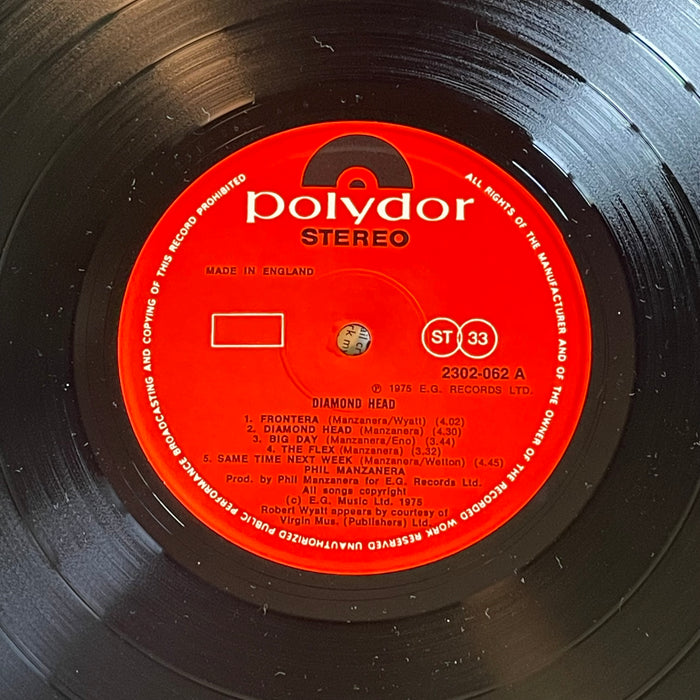 polydor
STEREO
MADE IN ENGLAND
ST 33
2302-062 A
℗ 1975 E.G. RECORDS LTD.
DIAMOND HEAD
1. FRONTERA (Manzanera/Wyatt) (4.02)
2. DIAMOND HEAD (Manzanera) (4.30)
3. BIG DAY (Manzanera/Eno) (3.44)
4. THE FLEX (Manzanera) (3.32)
5. SAME TIME NEXT WEEK (Manzanera/Wetton) (4.45)
PHIL MANZANERA
Prod. by Phil Manzanera for E.G. Records Ltd.
All songs copyright
(c) E.G. Music Ltd. 1975
Robert Wyatt appears by courtesy of
Virgin Mus. (Publishers) Ltd.
ALL RIGHTS OF THE MANUFACTURER AND OF THE OWNER OF THE RECORDED WORK RESERVED UNAUTHORIZED PUBLIC PERFORMANCE BROADCASTING AND COPYING OF THIS RECORD PROHIBITED